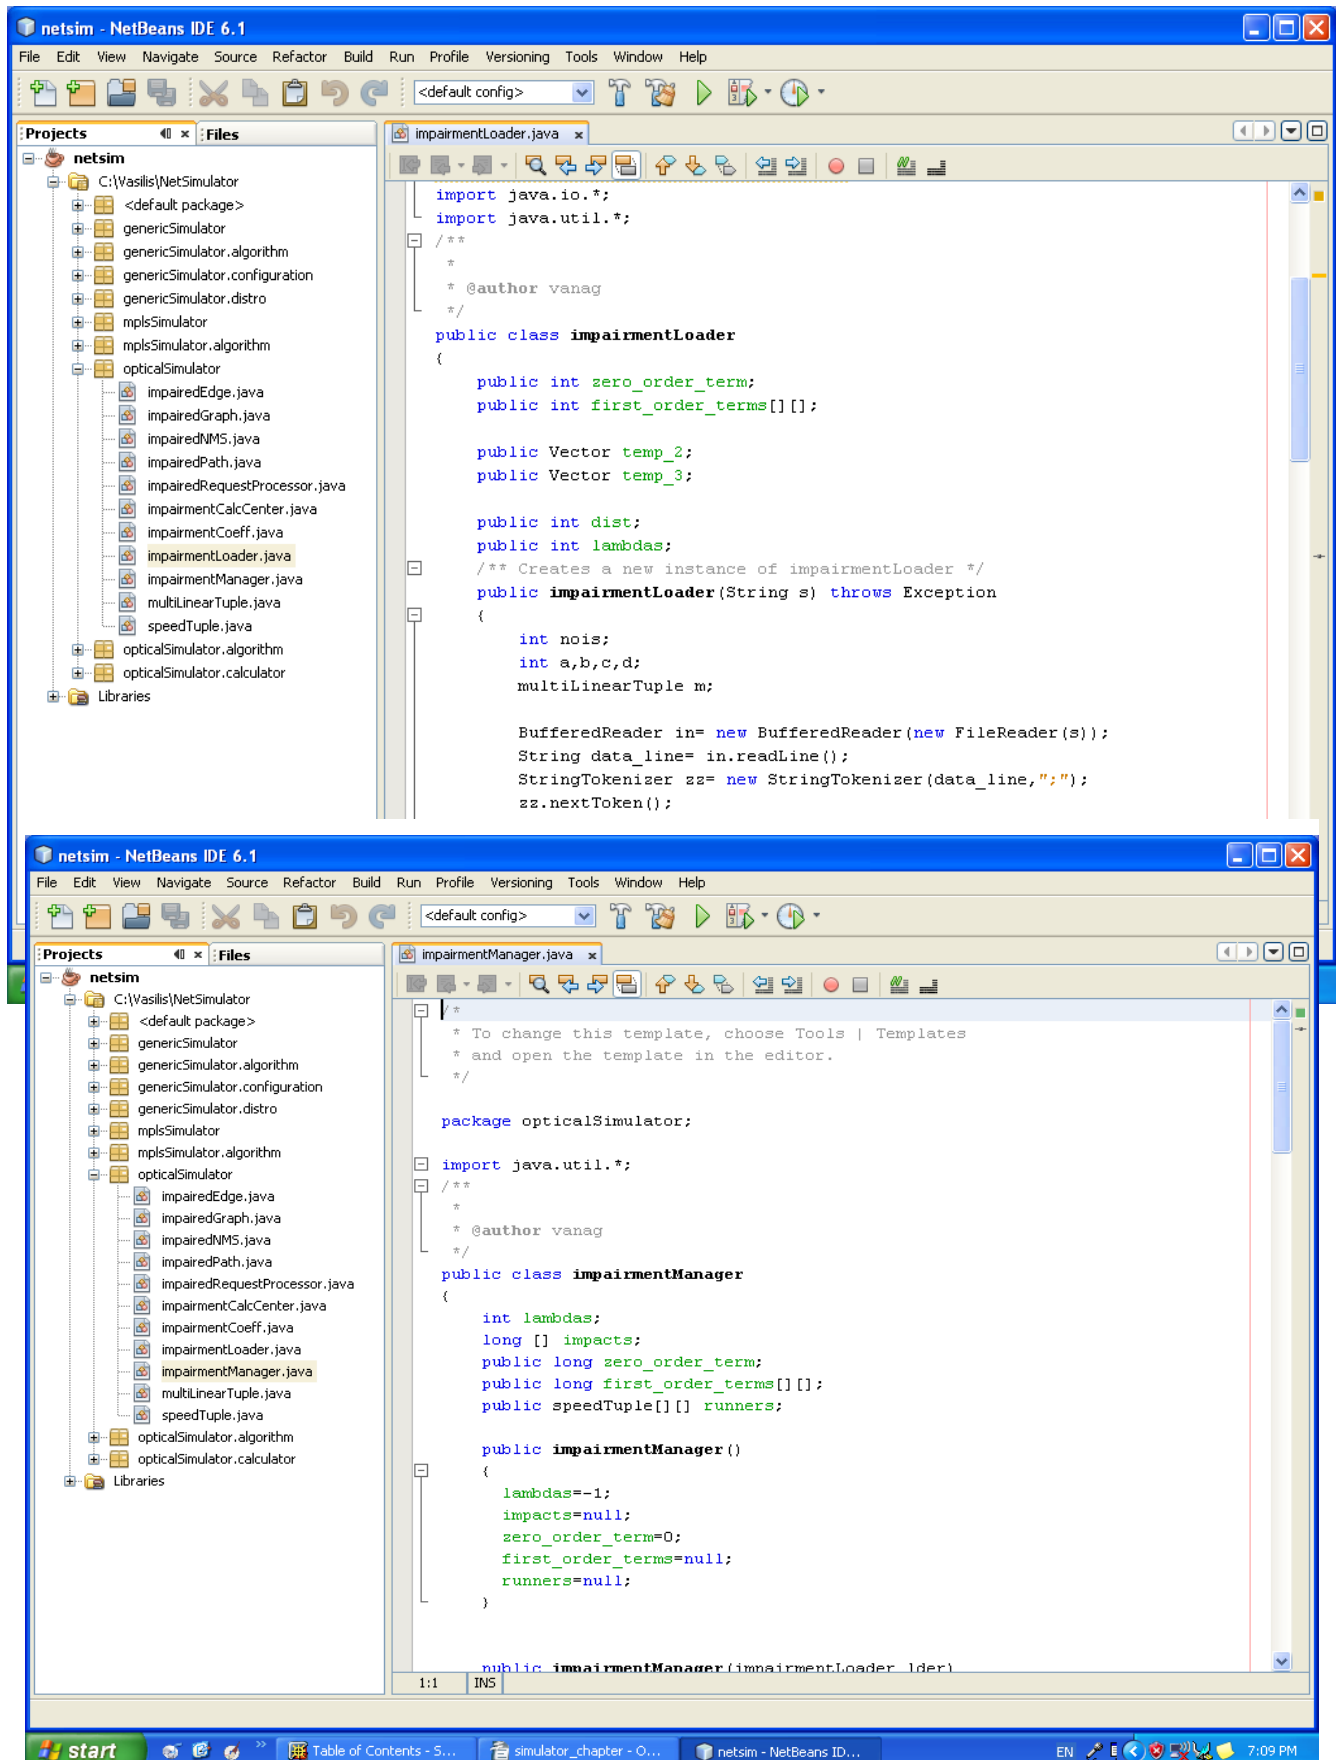 netsim - NetBeans IDE 6.1
File Edit View Navigate Source Refactor Build Run Profile Versioning Tools Window Help
<default config>
Projects Files
netsim
C:\Vasilis\NetSimulator
<default package>
genericSimulator
genericSimulator.algorithm
genericSimulator.configuration
genericSimulator.distro
mplsSimulator
mplsSimulator.algorithm
opticalSimulator
impairedEdge.java
impairedGraph.java
impairedNMS.java
impairedPath.java
impairedRequestProcessor.java
impairmentCalcCenter.java
impairmentCoeff.java
impairmentLoader.java
impairmentManager.java
multiLinearTuple.java
speedTuple.java
opticalSimulator.algorithm
opticalSimulator.calculator
Libraries
impairmentLoader.java
import java.io.*;
import java.util.*;
/**
*
* @author vanag
*/
public class impairmentLoader
{
public int zero_order_term;
public int first_order_terms[][];
public Vector temp_2;
public Vector temp_3;
public int dist;
public int lambdas;
/** Creates a new instance of impairmentLoader */
public impairmentLoader(String s) throws Exception
{
int nois;
int a,b,c,d;
multiLinearTuple m;
BufferedReader in= new BufferedReader(new FileReader(s));
String data_line= in.readLine();
StringTokenizer zz= new StringTokenizer(data_line,";");
zz.nextToken();
netsim - NetBeans IDE 6.1
File Edit View Navigate Source Refactor Build Run Profile Versioning Tools Window Help
<default config>
Projects Files
netsim
C:\Vasilis\NetSimulator
<default package>
genericSimulator
genericSimulator.algorithm
genericSimulator.configuration
genericSimulator.distro
mplsSimulator
mplsSimulator.algorithm
opticalSimulator
impairedEdge.java
impairedGraph.java
impairedNMS.java
impairedPath.java
impairedRequestProcessor.java
impairmentCalcCenter.java
impairmentCoeff.java
impairmentLoader.java
impairmentManager.java
multiLinearTuple.java
speedTuple.java
opticalSimulator.algorithm
opticalSimulator.calculator
Libraries
impairmentManager.java
/*
* To change this template, choose Tools | Templates
* and open the template in the editor.
*/
package opticalSimulator;
import java.util.*;
/**
*
* @author vanag
*/
public class impairmentManager
{
int lambdas;
long [] impacts;
public long zero_order_term;
public long first_order_terms[][];
public speedTuple[][] runners;
public impairmentManager()
{
lambdas=-1;
impacts=null;
zero_order_term=0;
first_order_terms=null;
runners=null;
}
public impairmentManager(impairmentLoader lder)
1:1 INS
start Table of Contents - S... simulator_chapter - O... netsim - NetBeans ID... EN 7:09 PM